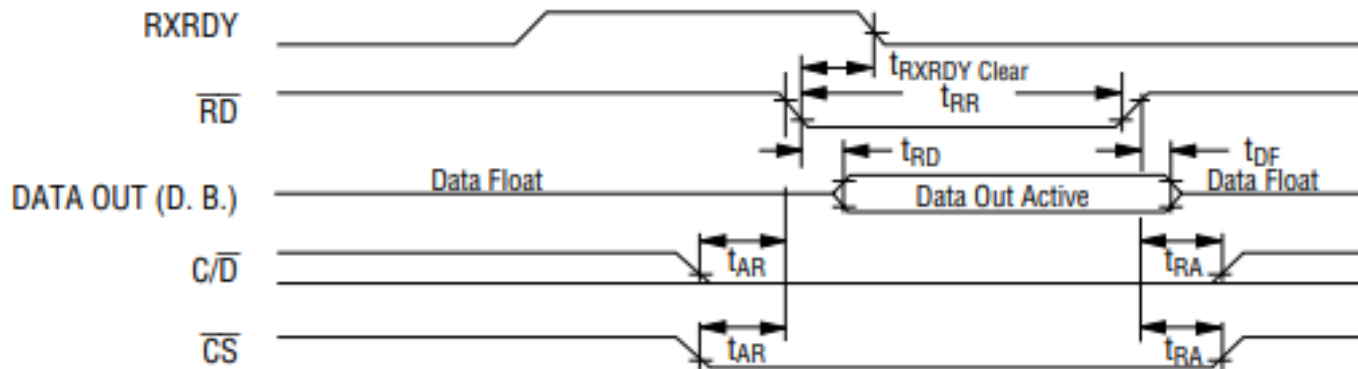 RXRDY
tRXRDY Clear
RD
tRR
tRD
tDF
DATA OUT (D. B.)
Data Float
Data Out Active
Data Float
C/D
tAR
tRA
CS
tAR
tRA